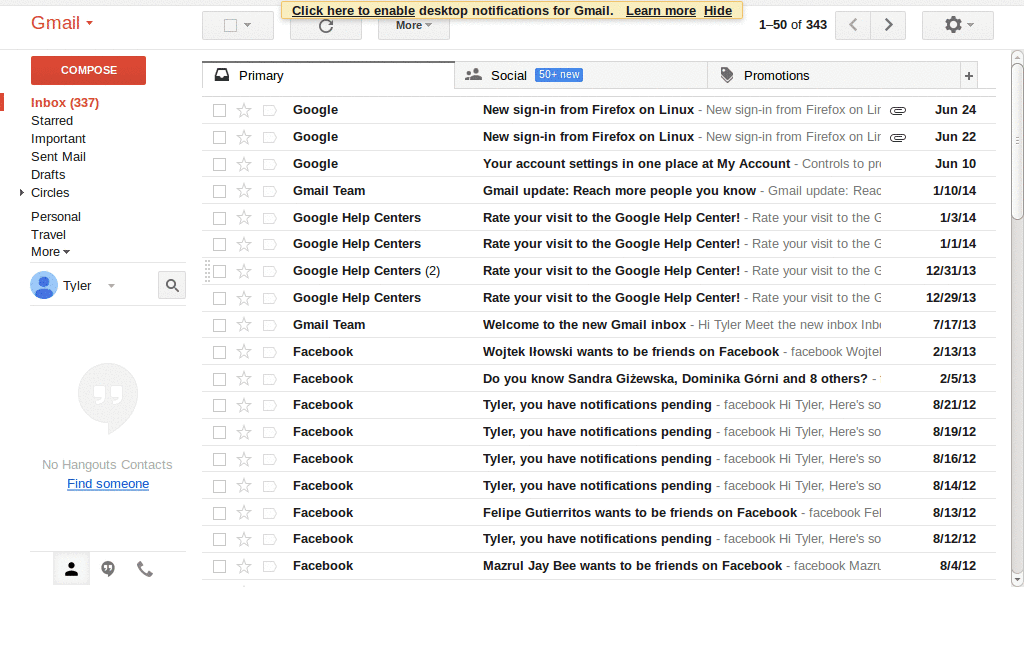 Click here to enable desktop notifications for Gmail. Learn more Hide
Gmail
More
1–50 of 343
COMPOSE
Inbox (337)
Starred
Important
Sent Mail
Drafts
Circles
Personal
Travel
More
Tyler
No Hangouts Contacts
Find someone
Primary
Social 50+ new
Promotions
+
Google New sign-in from Firefox on Linux - New sign-in from Firefox on Lin Jun 24
Google New sign-in from Firefox on Linux - New sign-in from Firefox on Lin Jun 22
Google Your account settings in one place at My Account - Controls to pr Jun 10
Gmail Team Gmail update: Reach more people you know - Gmail update: Reac 1/10/14
Google Help Centers Rate your visit to the Google Help Center! - Rate your visit to the G 1/3/14
Google Help Centers Rate your visit to the Google Help Center! - Rate your visit to the G 1/1/14
Google Help Centers (2) Rate your visit to the Google Help Center! - Rate your visit to the G 12/31/13
Google Help Centers Rate your visit to the Google Help Center! - Rate your visit to the G 12/29/13
Gmail Team Welcome to the new Gmail inbox - Hi Tyler Meet the new inbox Inb 7/17/13
Facebook Wojtek Iłowski wants to be friends on Facebook - facebook Wojtek 2/13/13
Facebook Do you know Sandra Giżewska, Dominika Górni and 8 others? - 2/5/13
Facebook Tyler, you have notifications pending - facebook Hi Tyler, Here's so 8/21/12
Facebook Tyler, you have notifications pending - facebook Hi Tyler, Here's so 8/19/12
Facebook Tyler, you have notifications pending - facebook Hi Tyler, Here's so 8/16/12
Facebook Tyler, you have notifications pending - facebook Hi Tyler, Here's so 8/14/12
Facebook Felipe Gutierritos wants to be friends on Facebook - facebook Fel 8/13/12
Facebook Tyler, you have notifications pending - facebook Hi Tyler, Here's so 8/12/12
Facebook Mazrul Jay Bee wants to be friends on Facebook - facebook Mazru 8/4/12